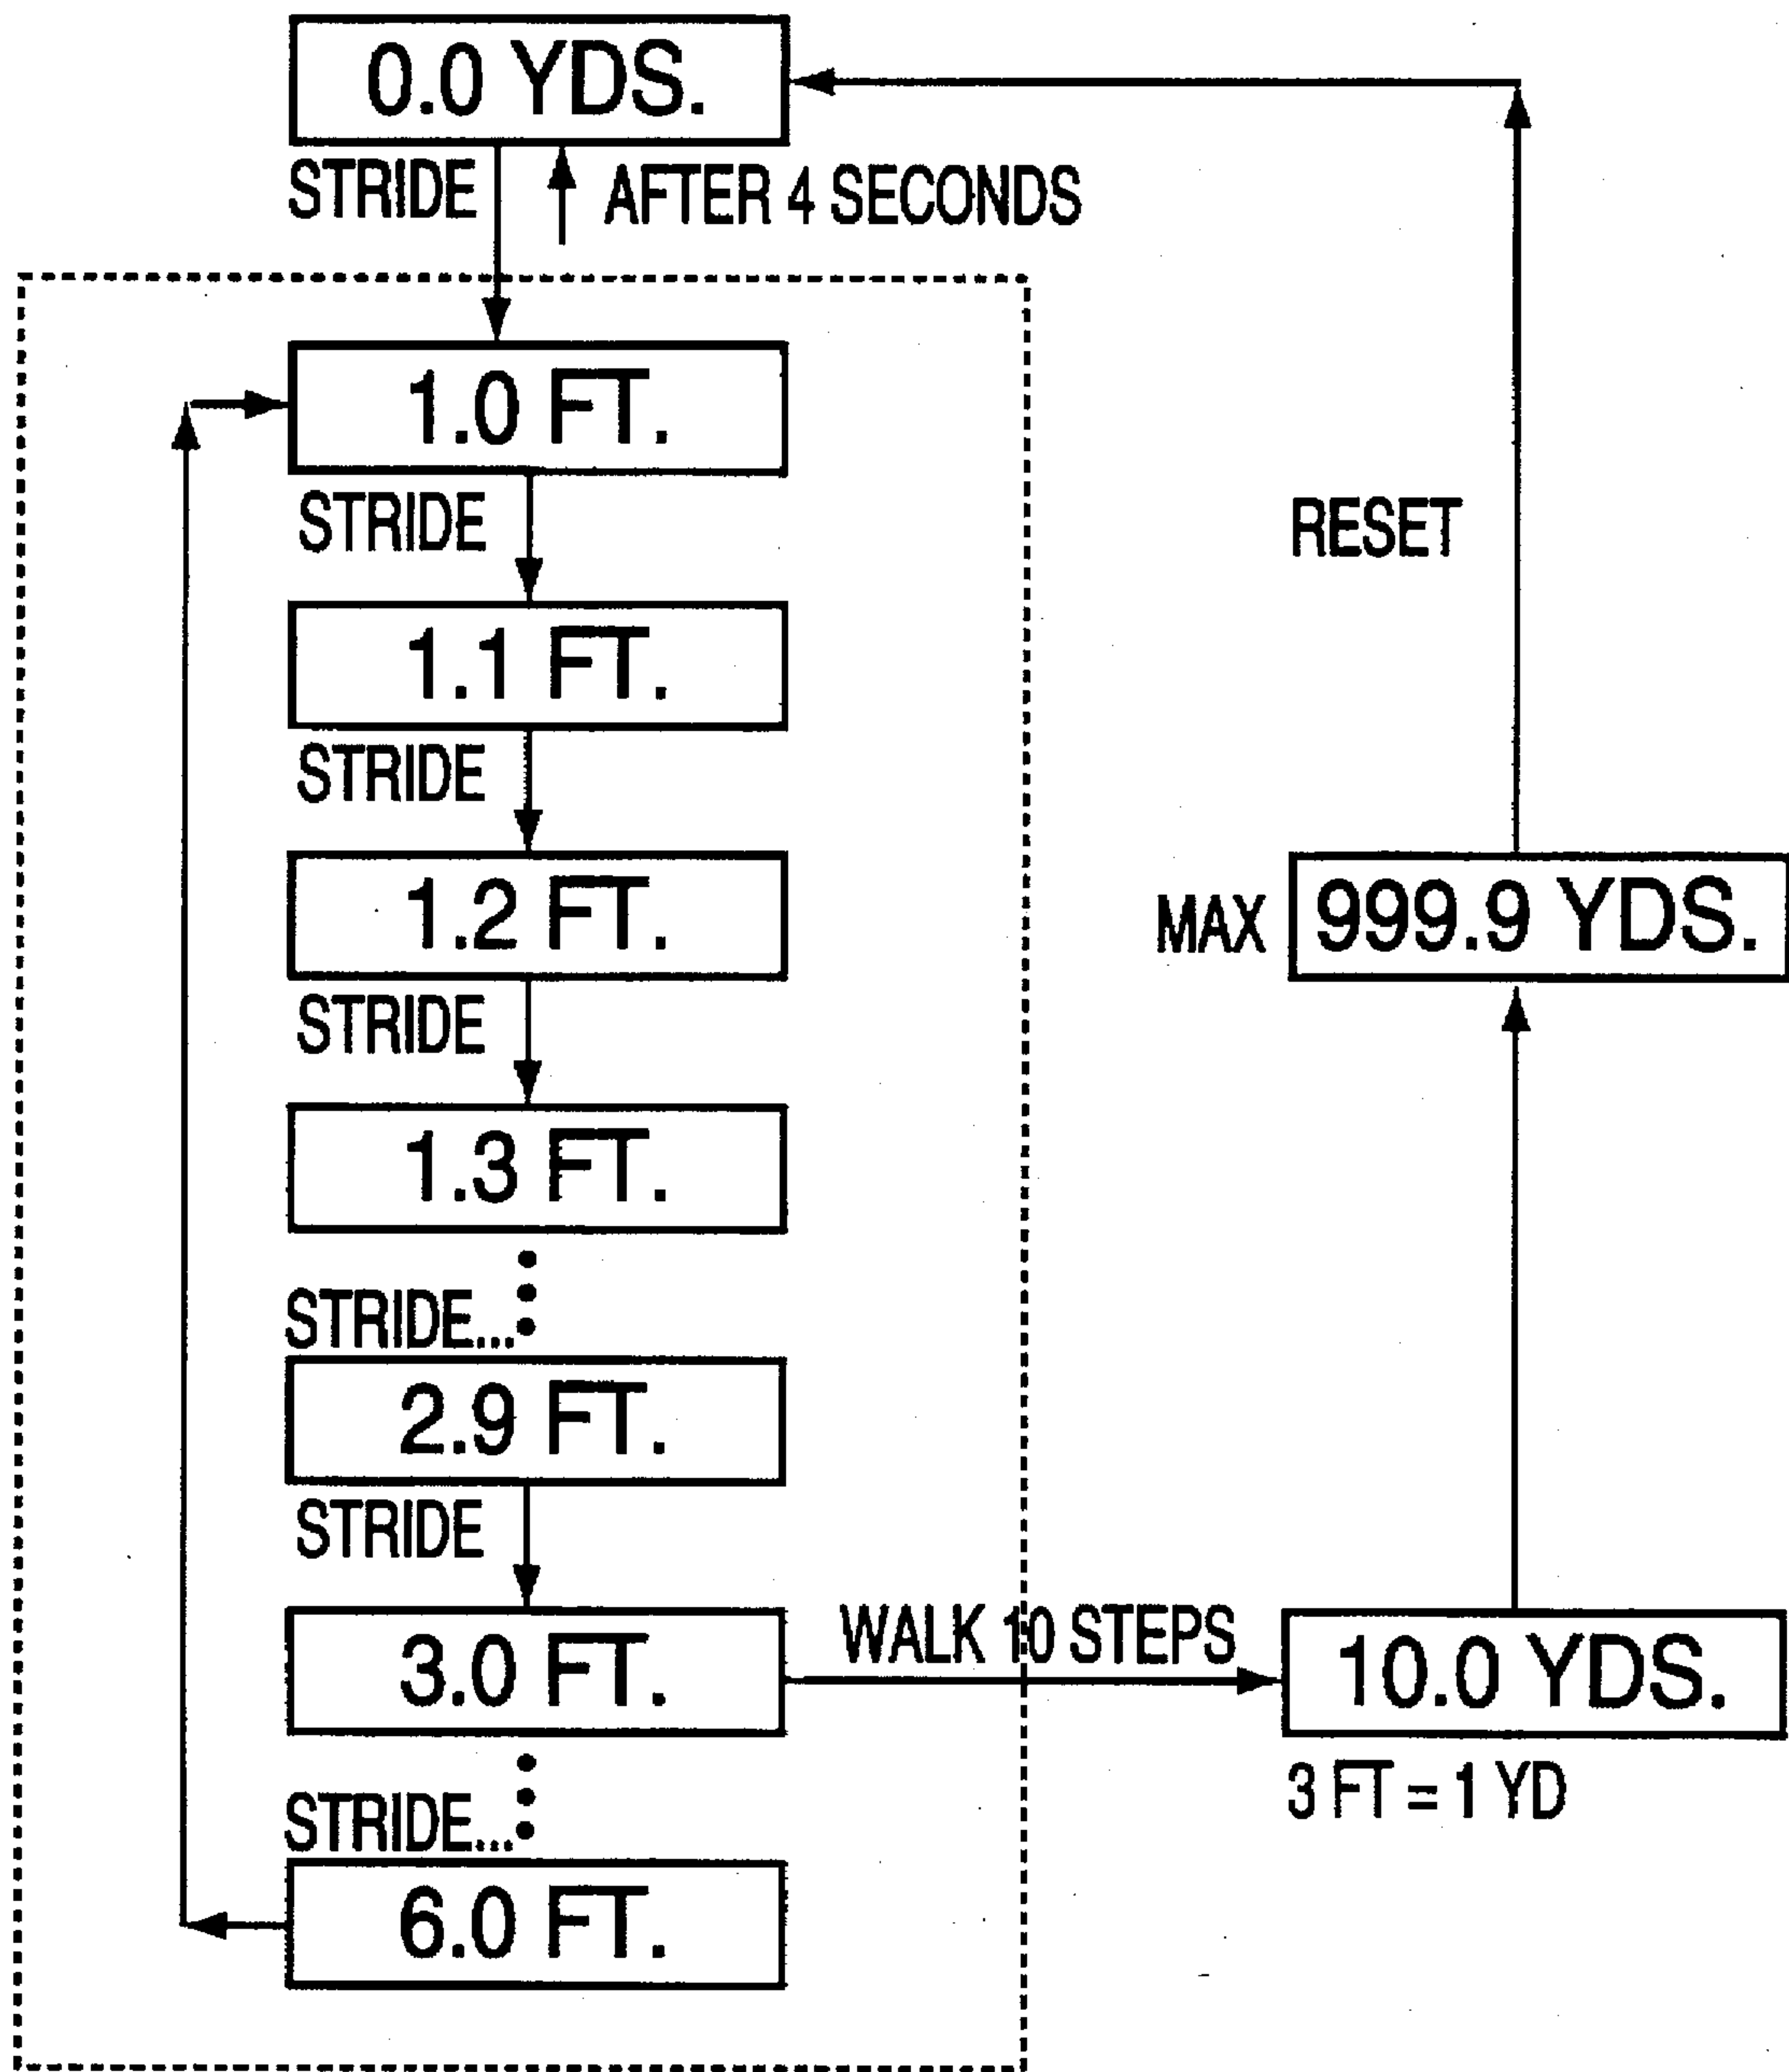 0.0 YDS.
STRIDE
AFTER 4 SECONDS
1.0 FT.
STRIDE
RESET
1.1 FT.
STRIDE
1.2 FT.
MAX
999.9 YDS.
STRIDE
1.3 FT.
STRIDE...
2.9 FT.
STRIDE
3.0 FT.
WALK 10 STEPS
10.0 YDS.
3 FT = 1 YD
STRIDE...
6.0 FT.